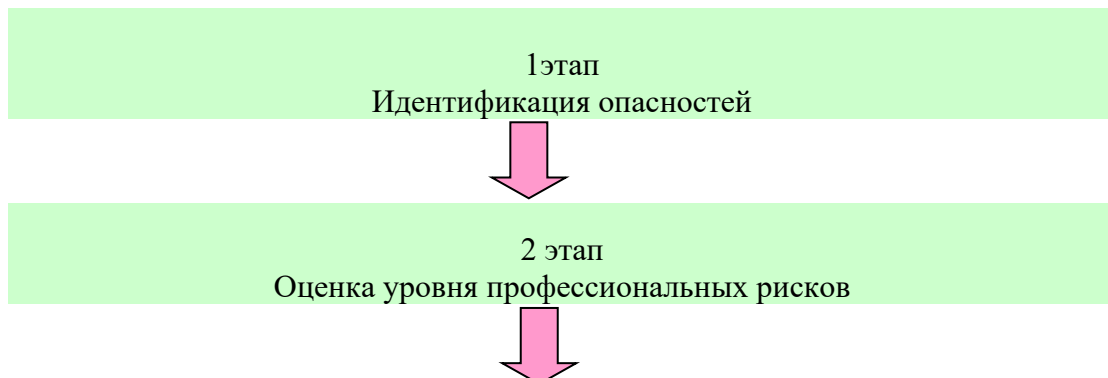 1этап
Идентификация опасностей
2 этап
Оценка уровня профессиональных рисков